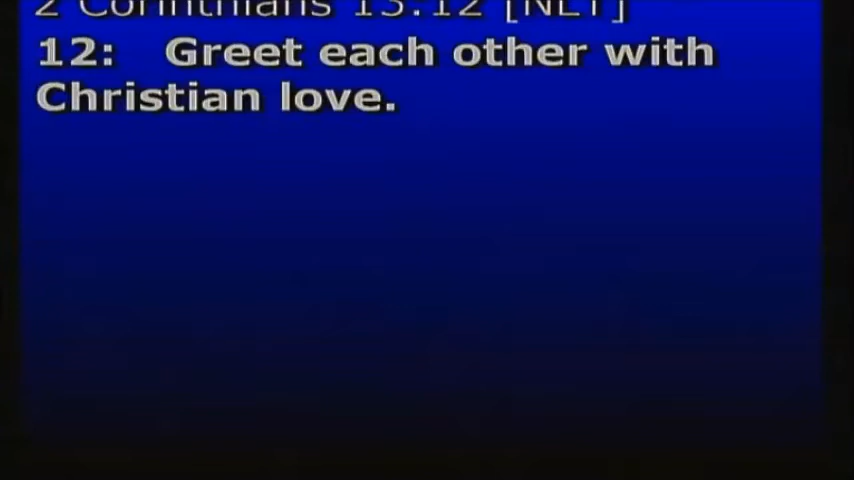 2 Corinthians 13:12 [NLT]
12: Greet each other with
Christian love.